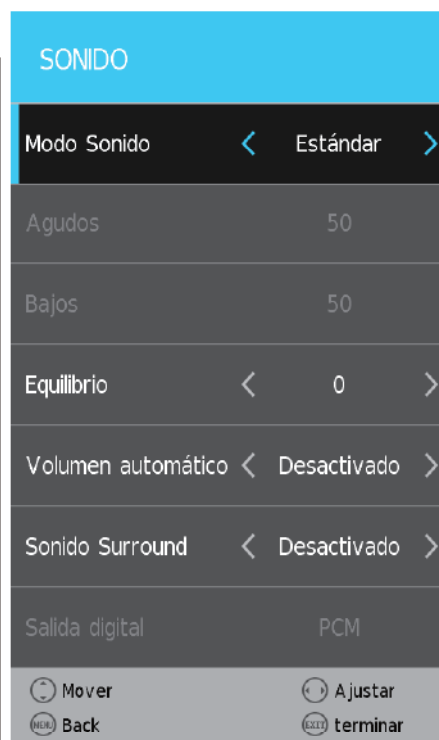 SONIDO
Modo Sonido < Estándar >
Agudos 50
Bajos 50
Equilibrio < 0 >
Volumen automático < Desactivado >
Sonido Surround < Desactivado >
Salida digital PCM
Mover Ajustar
MENU Back EXIT terminar